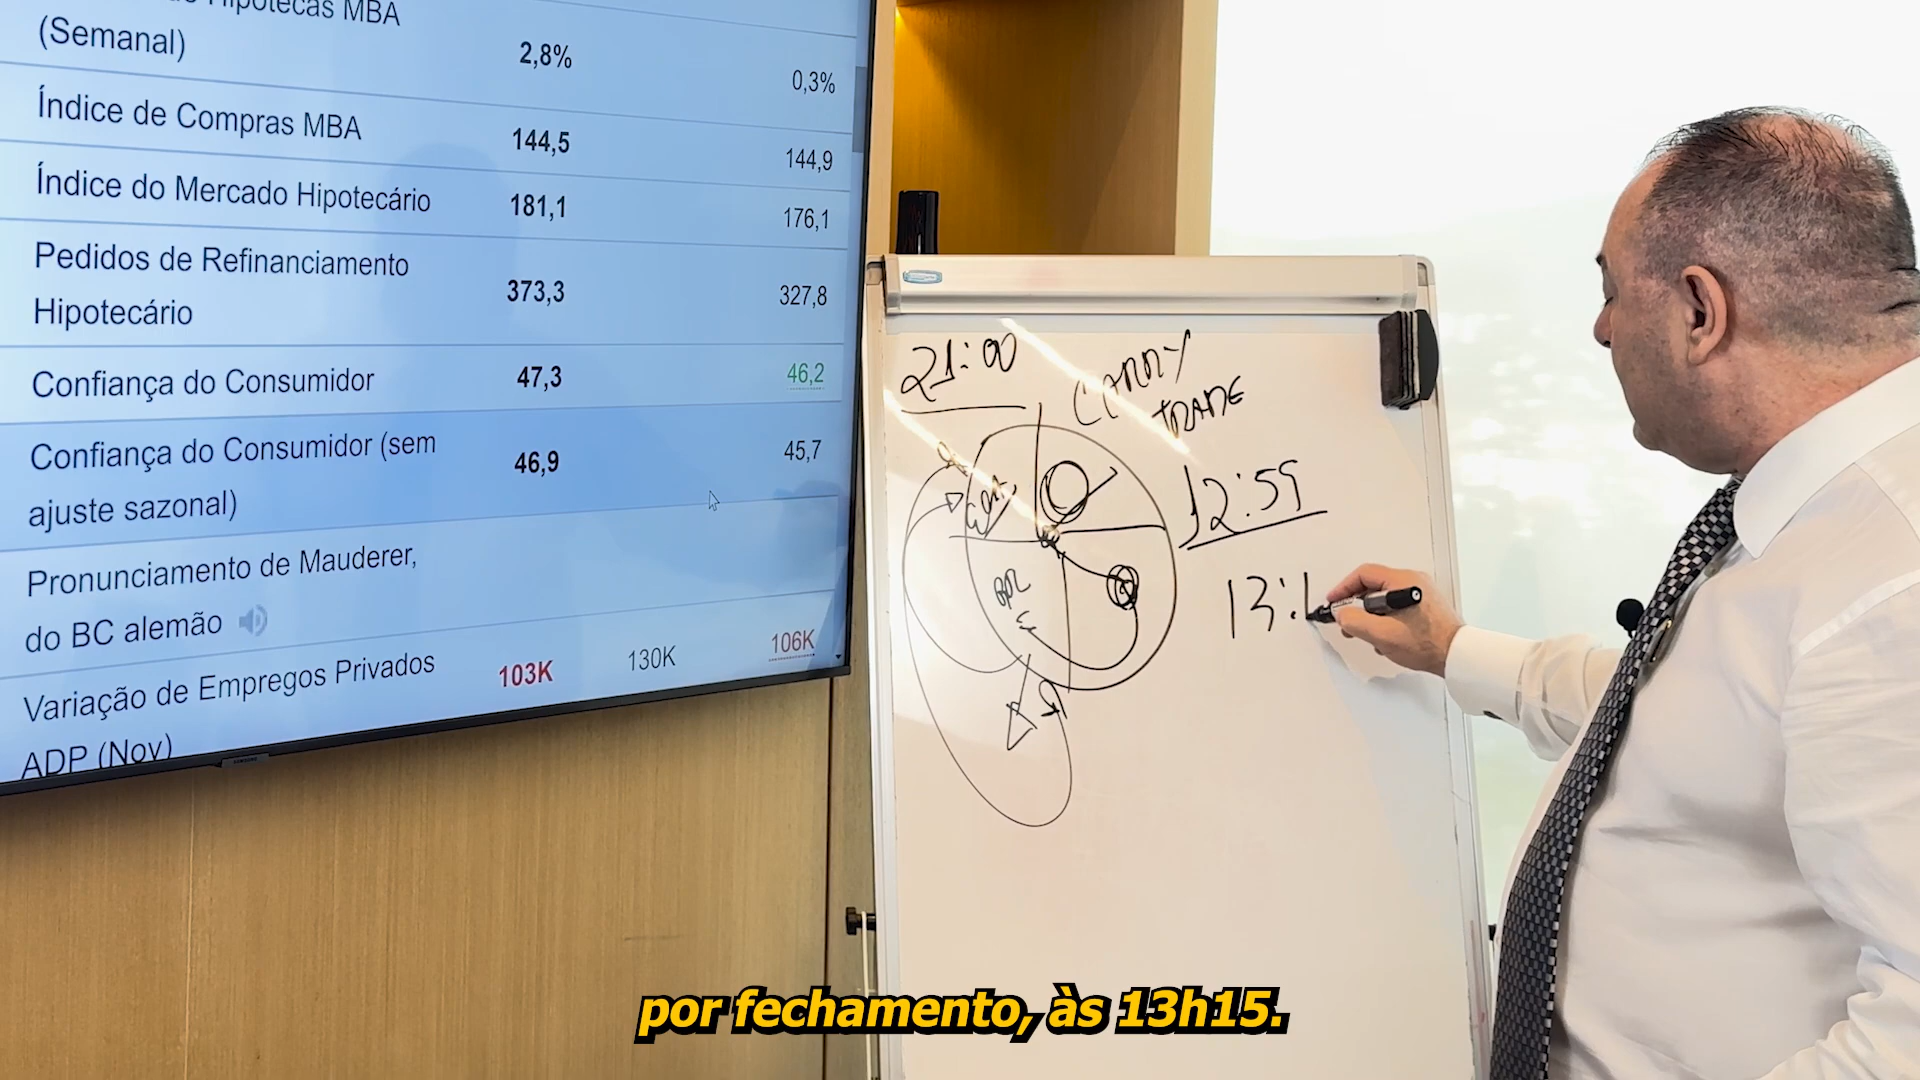 Hipotecas MBA
(Semanal) 2,8% 0,3%
Índice de Compras MBA 144,5 144,9
Índice do Mercado Hipotecário 181,1 176,1
Pedidos de Refinanciamento
Hipotecário 373,3 327,8
Confiança do Consumidor 47,3 46,2
Confiança do Consumidor (sem
ajuste sazonal) 46,9 45,7
Pronunciamento de Mauderer,
do BC alemão
Variação de Empregos Privados
ADP (Nov) 103K 130K 106K
SAMSUNG
21:00
CARRY
TRADE
12:59
13:1
por fechamento, às 13h15.